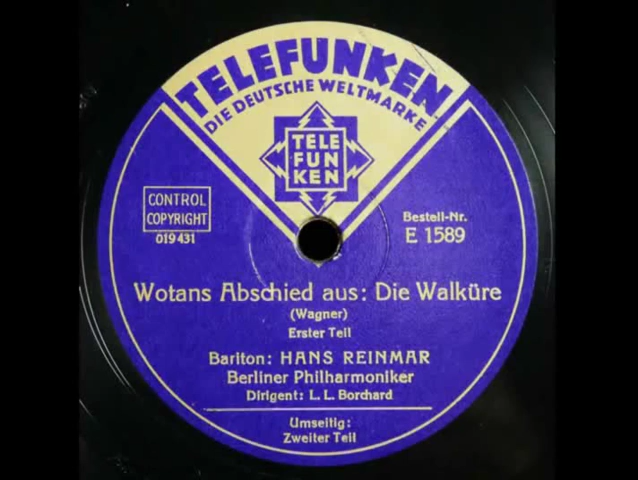 TELEFUNKEN
DIE DEUTSCHE WELTMARKE
TELE
FUN
KEN
CONTROL
COPYRIGHT
019431
Bestell-Nr.
E 1589
Wotans Abschied aus: Die Walküre
(Wagner)
Erster Teil
Bariton: HANS REINMAR
Berliner Philharmoniker
Dirigent: L. L. Borchard
Umseitig:
Zweiter Teil